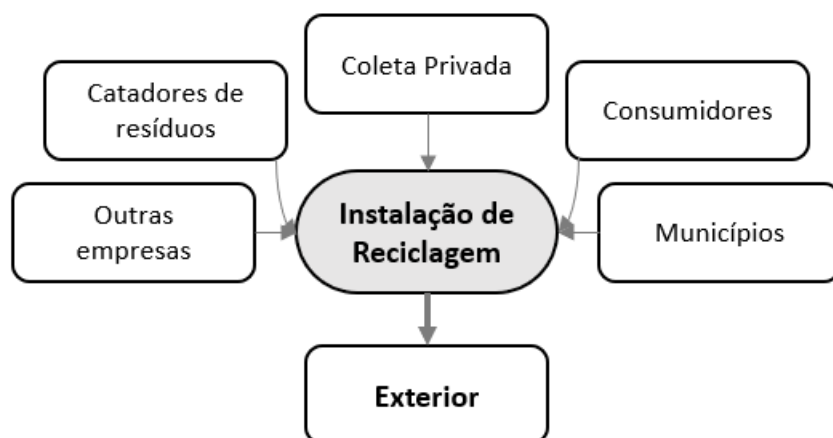 Coleta Privada
Catadores de
resíduos
Consumidores
Outras
empresas
Instalação de
Reciclagem
Municípios
Exterior